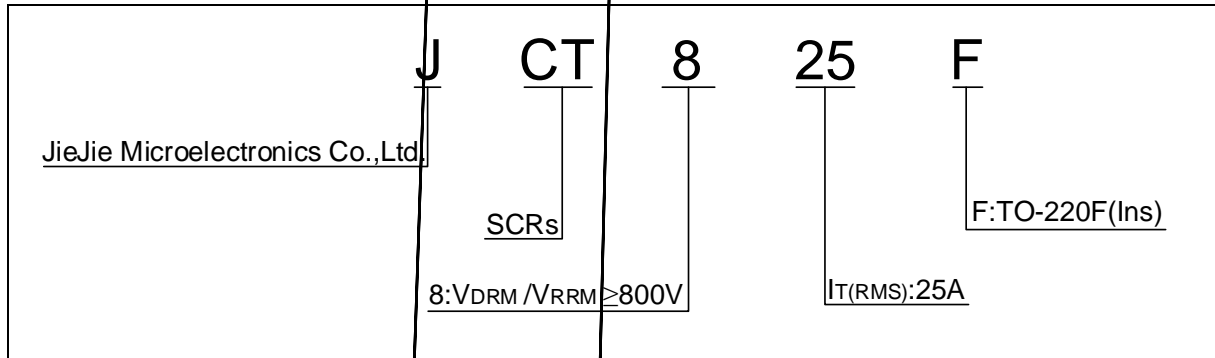 J CT 8 25 F
JieJie Microelectronics Co.,Ltd.
F:TO-220F(Ins)
SCRs
8:VDRM /VRRM ≥800V
IT(RMS):25A